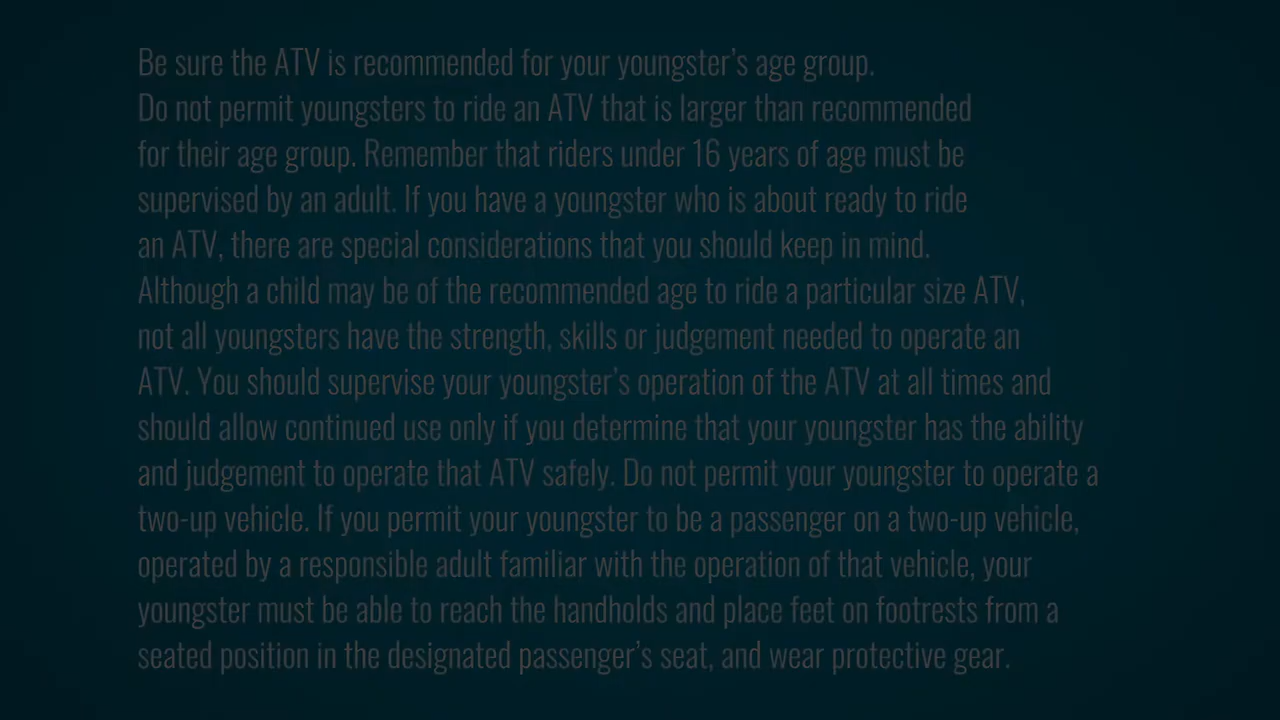 Be sure the ATV is recommended for your youngster’s age group.
Do not permit youngsters to ride an ATV that is larger than recommended
for their age group. Remember that riders under 16 years of age must be
supervised by an adult. If you have a youngster who is about ready to ride
an ATV, there are special considerations that you should keep in mind.
Although a child may be of the recommended age to ride a particular size ATV,
not all youngsters have the strength, skills or judgement needed to operate an
ATV. You should supervise your youngster’s operation of the ATV at all times and
should allow continued use only if you determine that your youngster has the ability
and judgement to operate that ATV safely. Do not permit your youngster to operate a
two-up vehicle. If you permit your youngster to be a passenger on a two-up vehicle,
operated by a responsible adult familiar with the operation of that vehicle, your
youngster must be able to reach the handholds and place feet on footrests from a
seated position in the designated passenger’s seat, and wear protective gear.